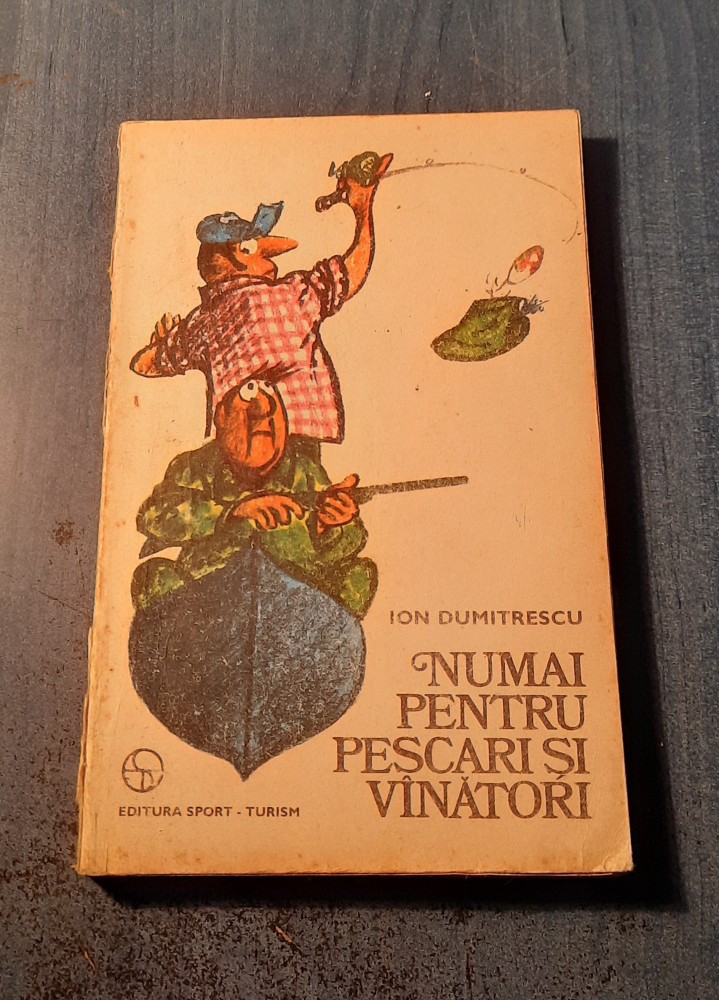 ION DUMITRESCU
NUMAI
PENTRU
PESCARI ȘI
VÎNĂTORI
EDITURA SPORT - TURISM